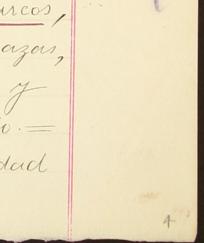 arcos,
azas,
y
o.=
dad
4